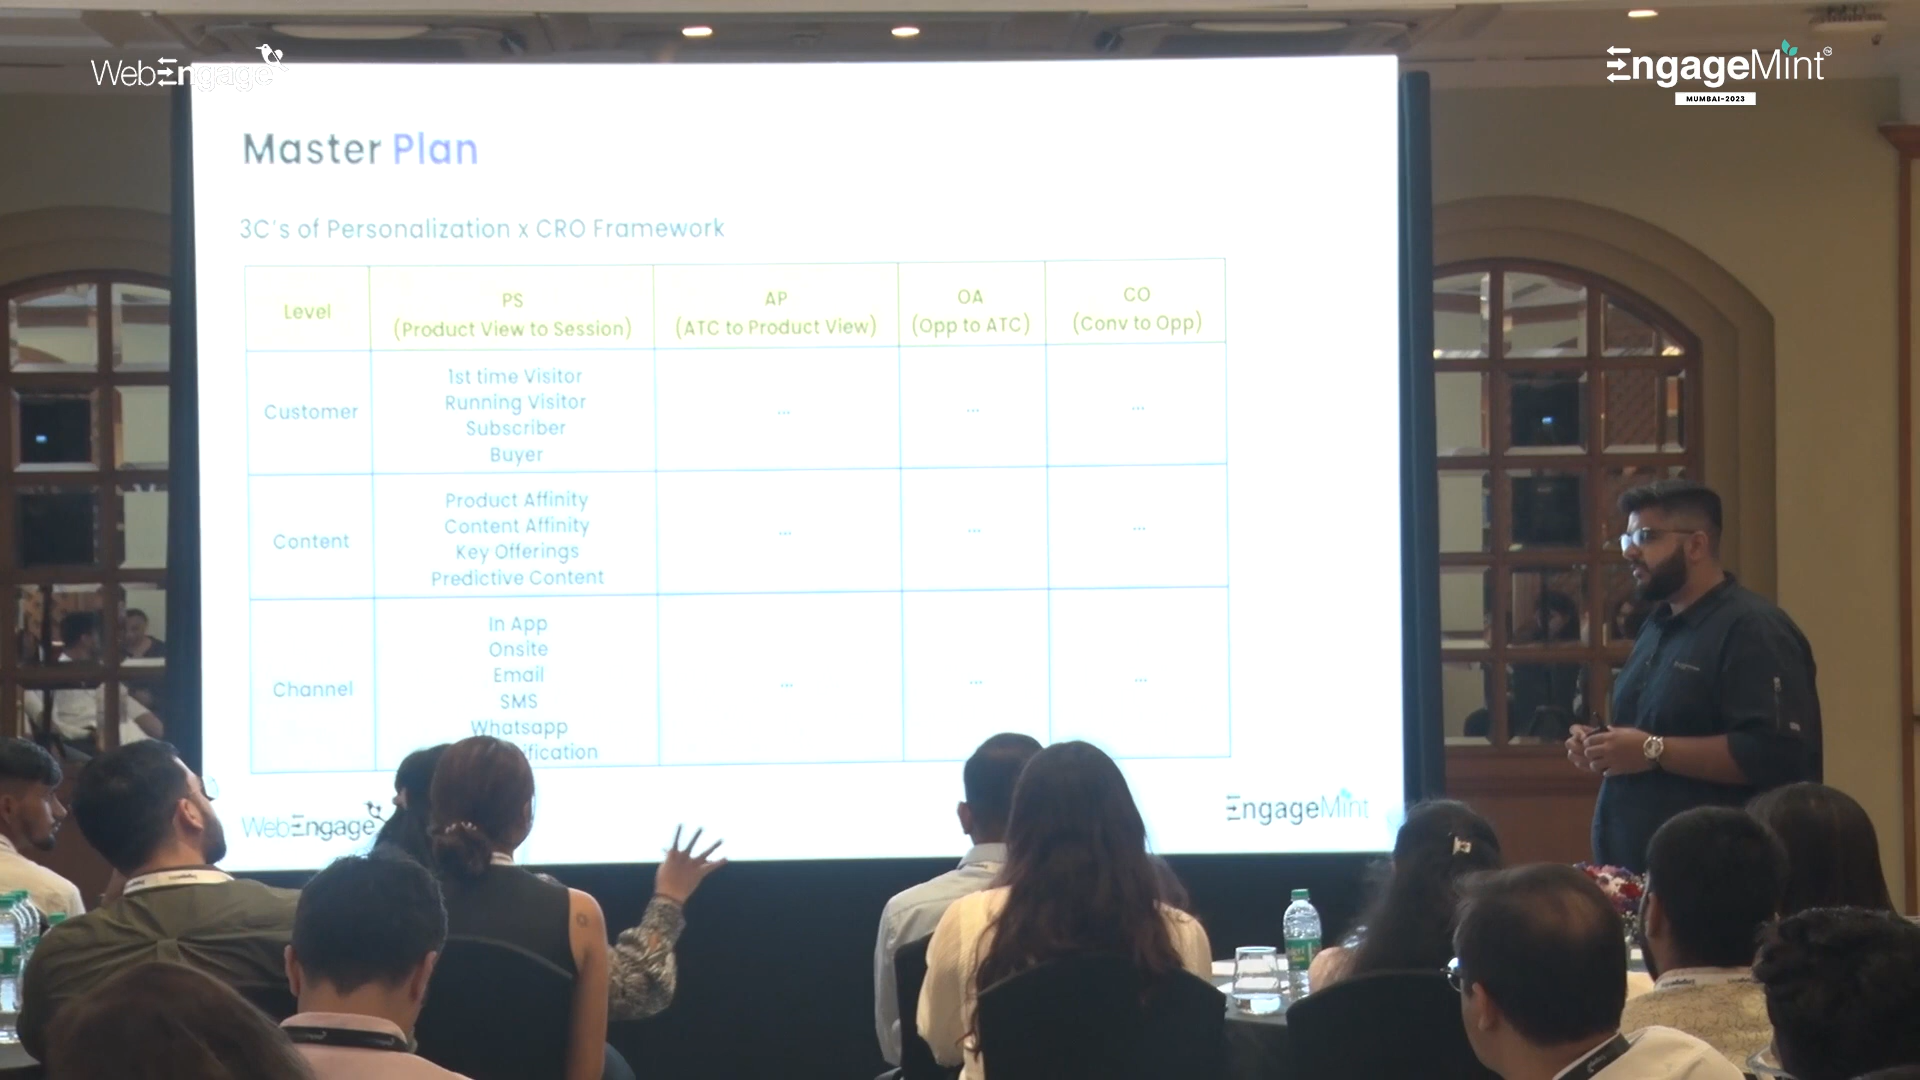 WebEngage
EngageMint
MUMBAI-2023
Master Plan
3C's of Personalization x CRO Framework
Level
PS
(Product View to Session)
AP
(ATC to Product View)
OA
(Opp to ATC)
CO
(Conv to Opp)
Customer
1st time Visitor
Running Visitor
Subscriber
Buyer
...
...
...
Content
Product Affinity
Content Affinity
Key Offerings
Predictive Content
...
...
...
Channel
In App
Onsite
Email
SMS
Whatsapp
...
...
...
WebEngage
EngageMint